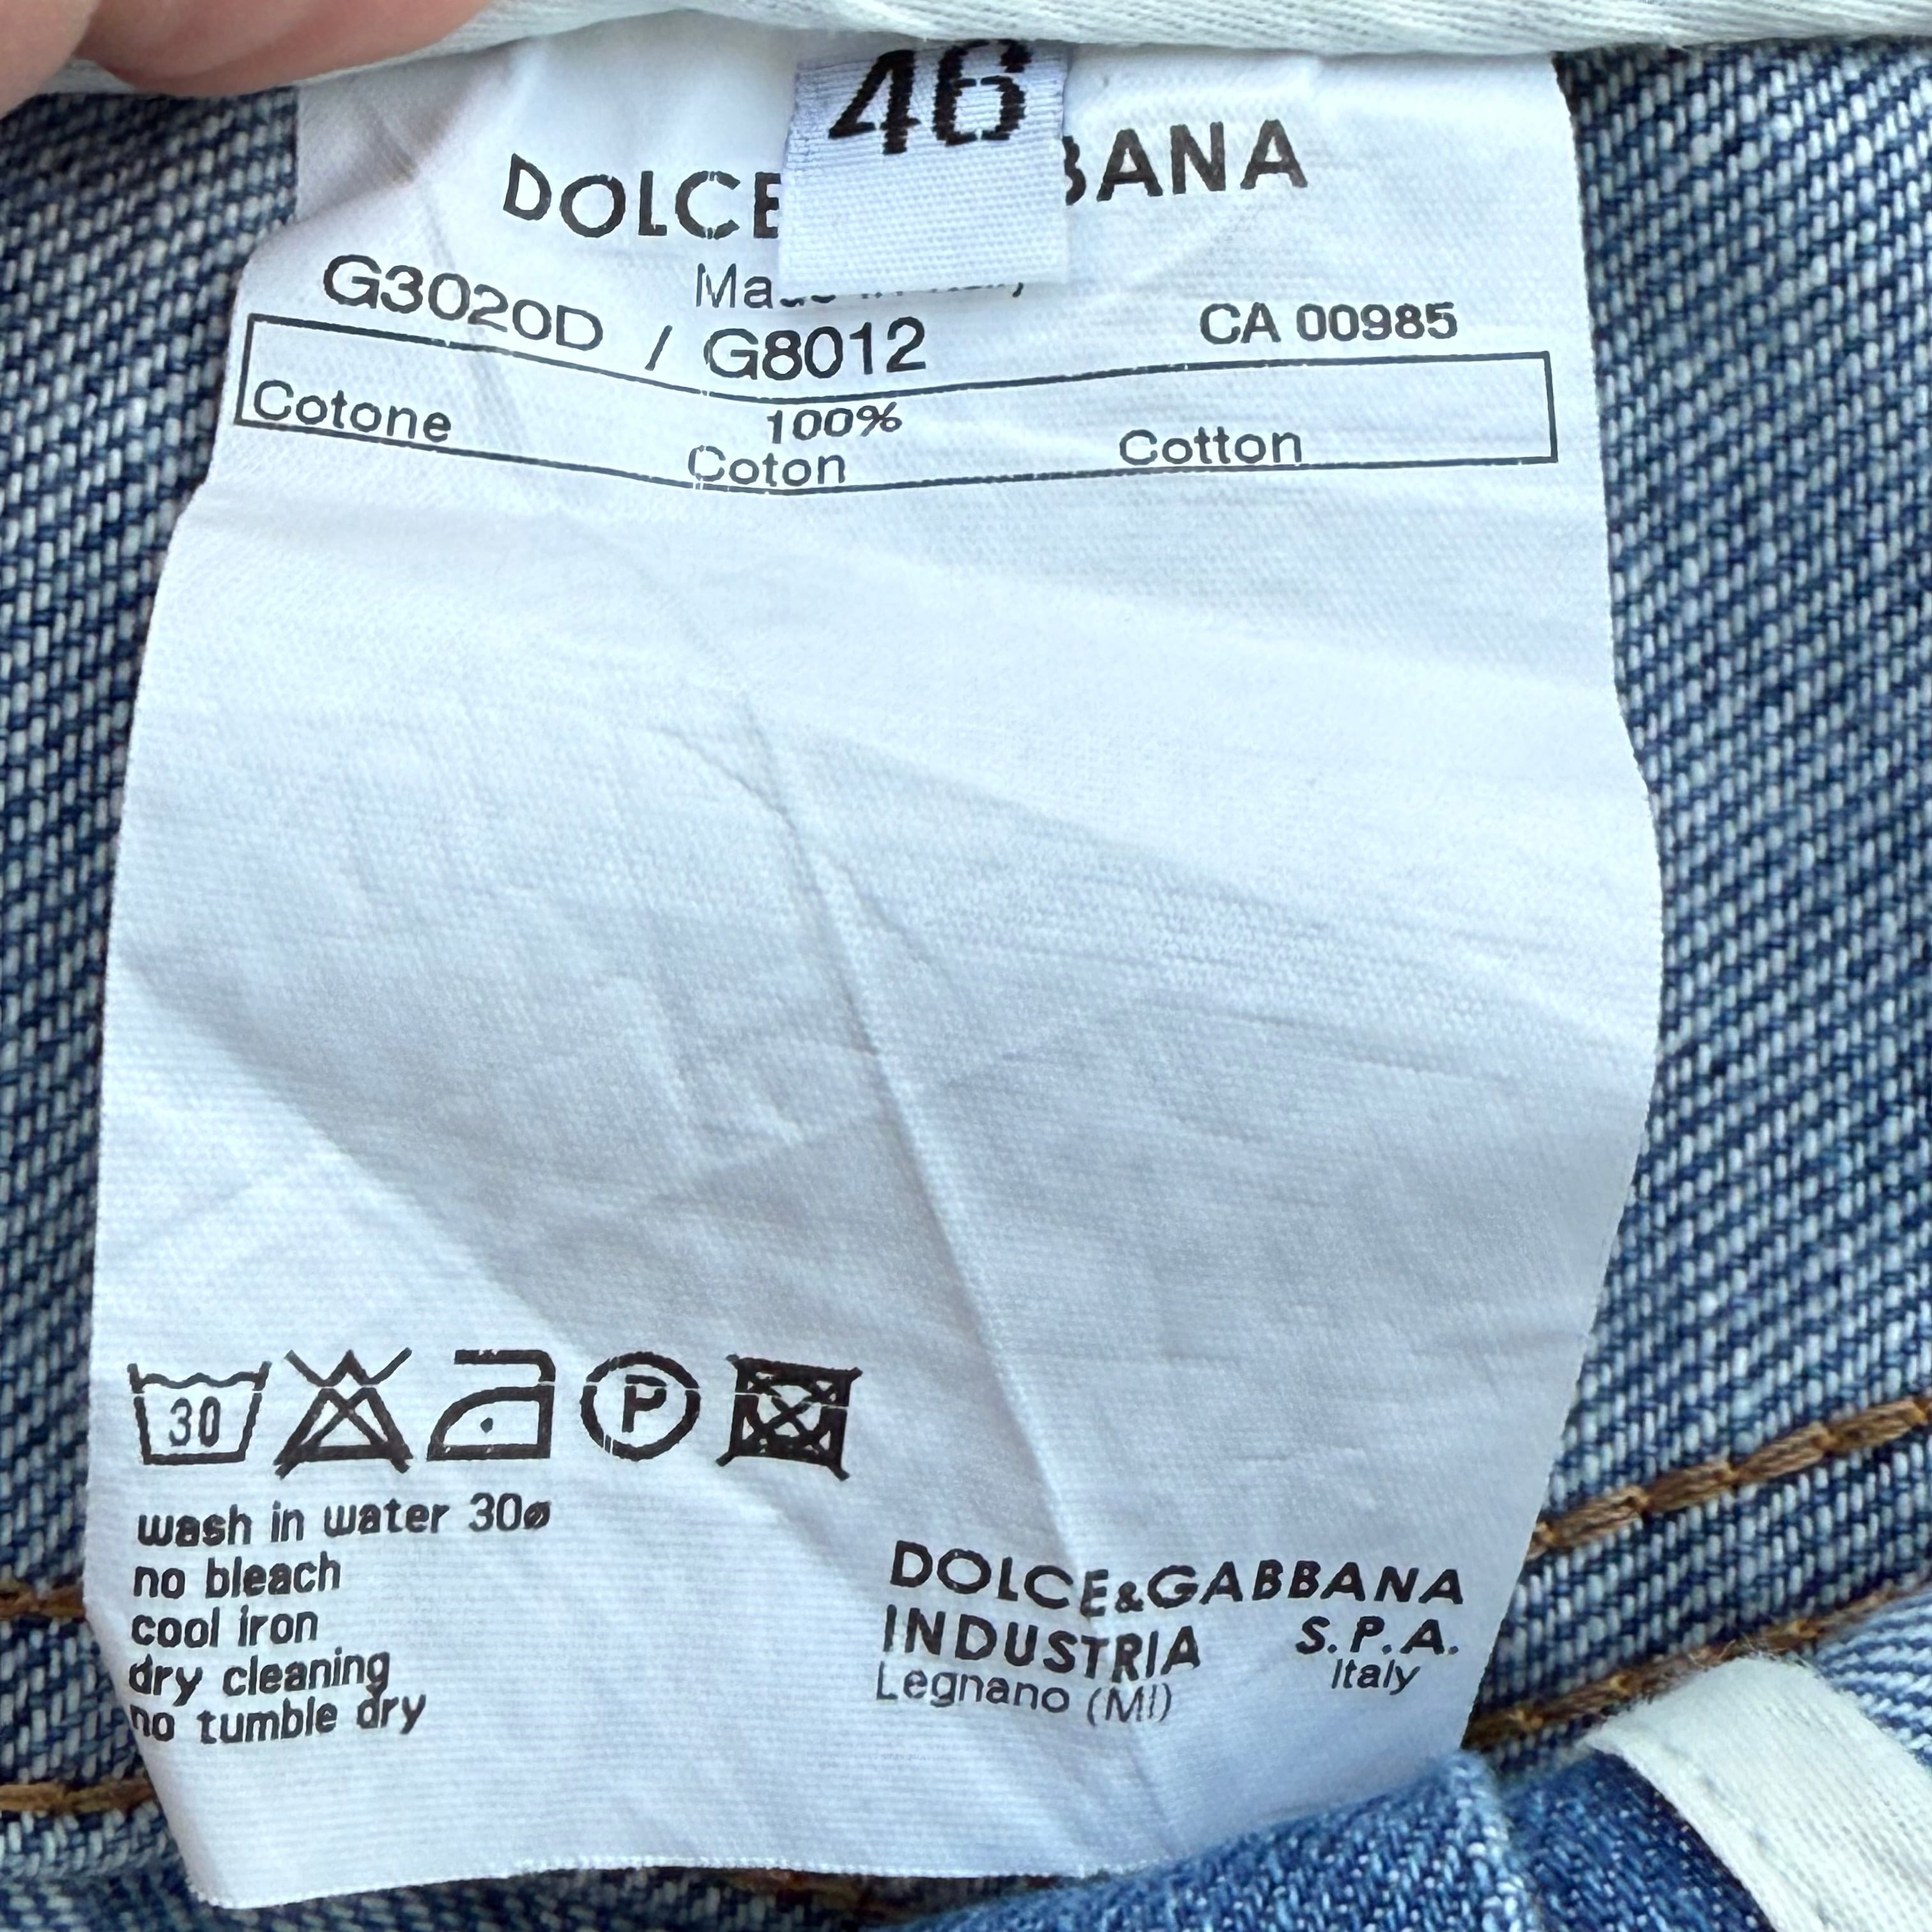 46
DOLCE BANA
G3020D / G8012 CA 00985
100%
Cotone Coton Cotton
30 P
wash in water 30ø
no bleach
cool iron
dry cleaning
no tumble dry
DOLCE&GABBANA
INDUSTRIA S.P.A.
Legnano (MI) Italy